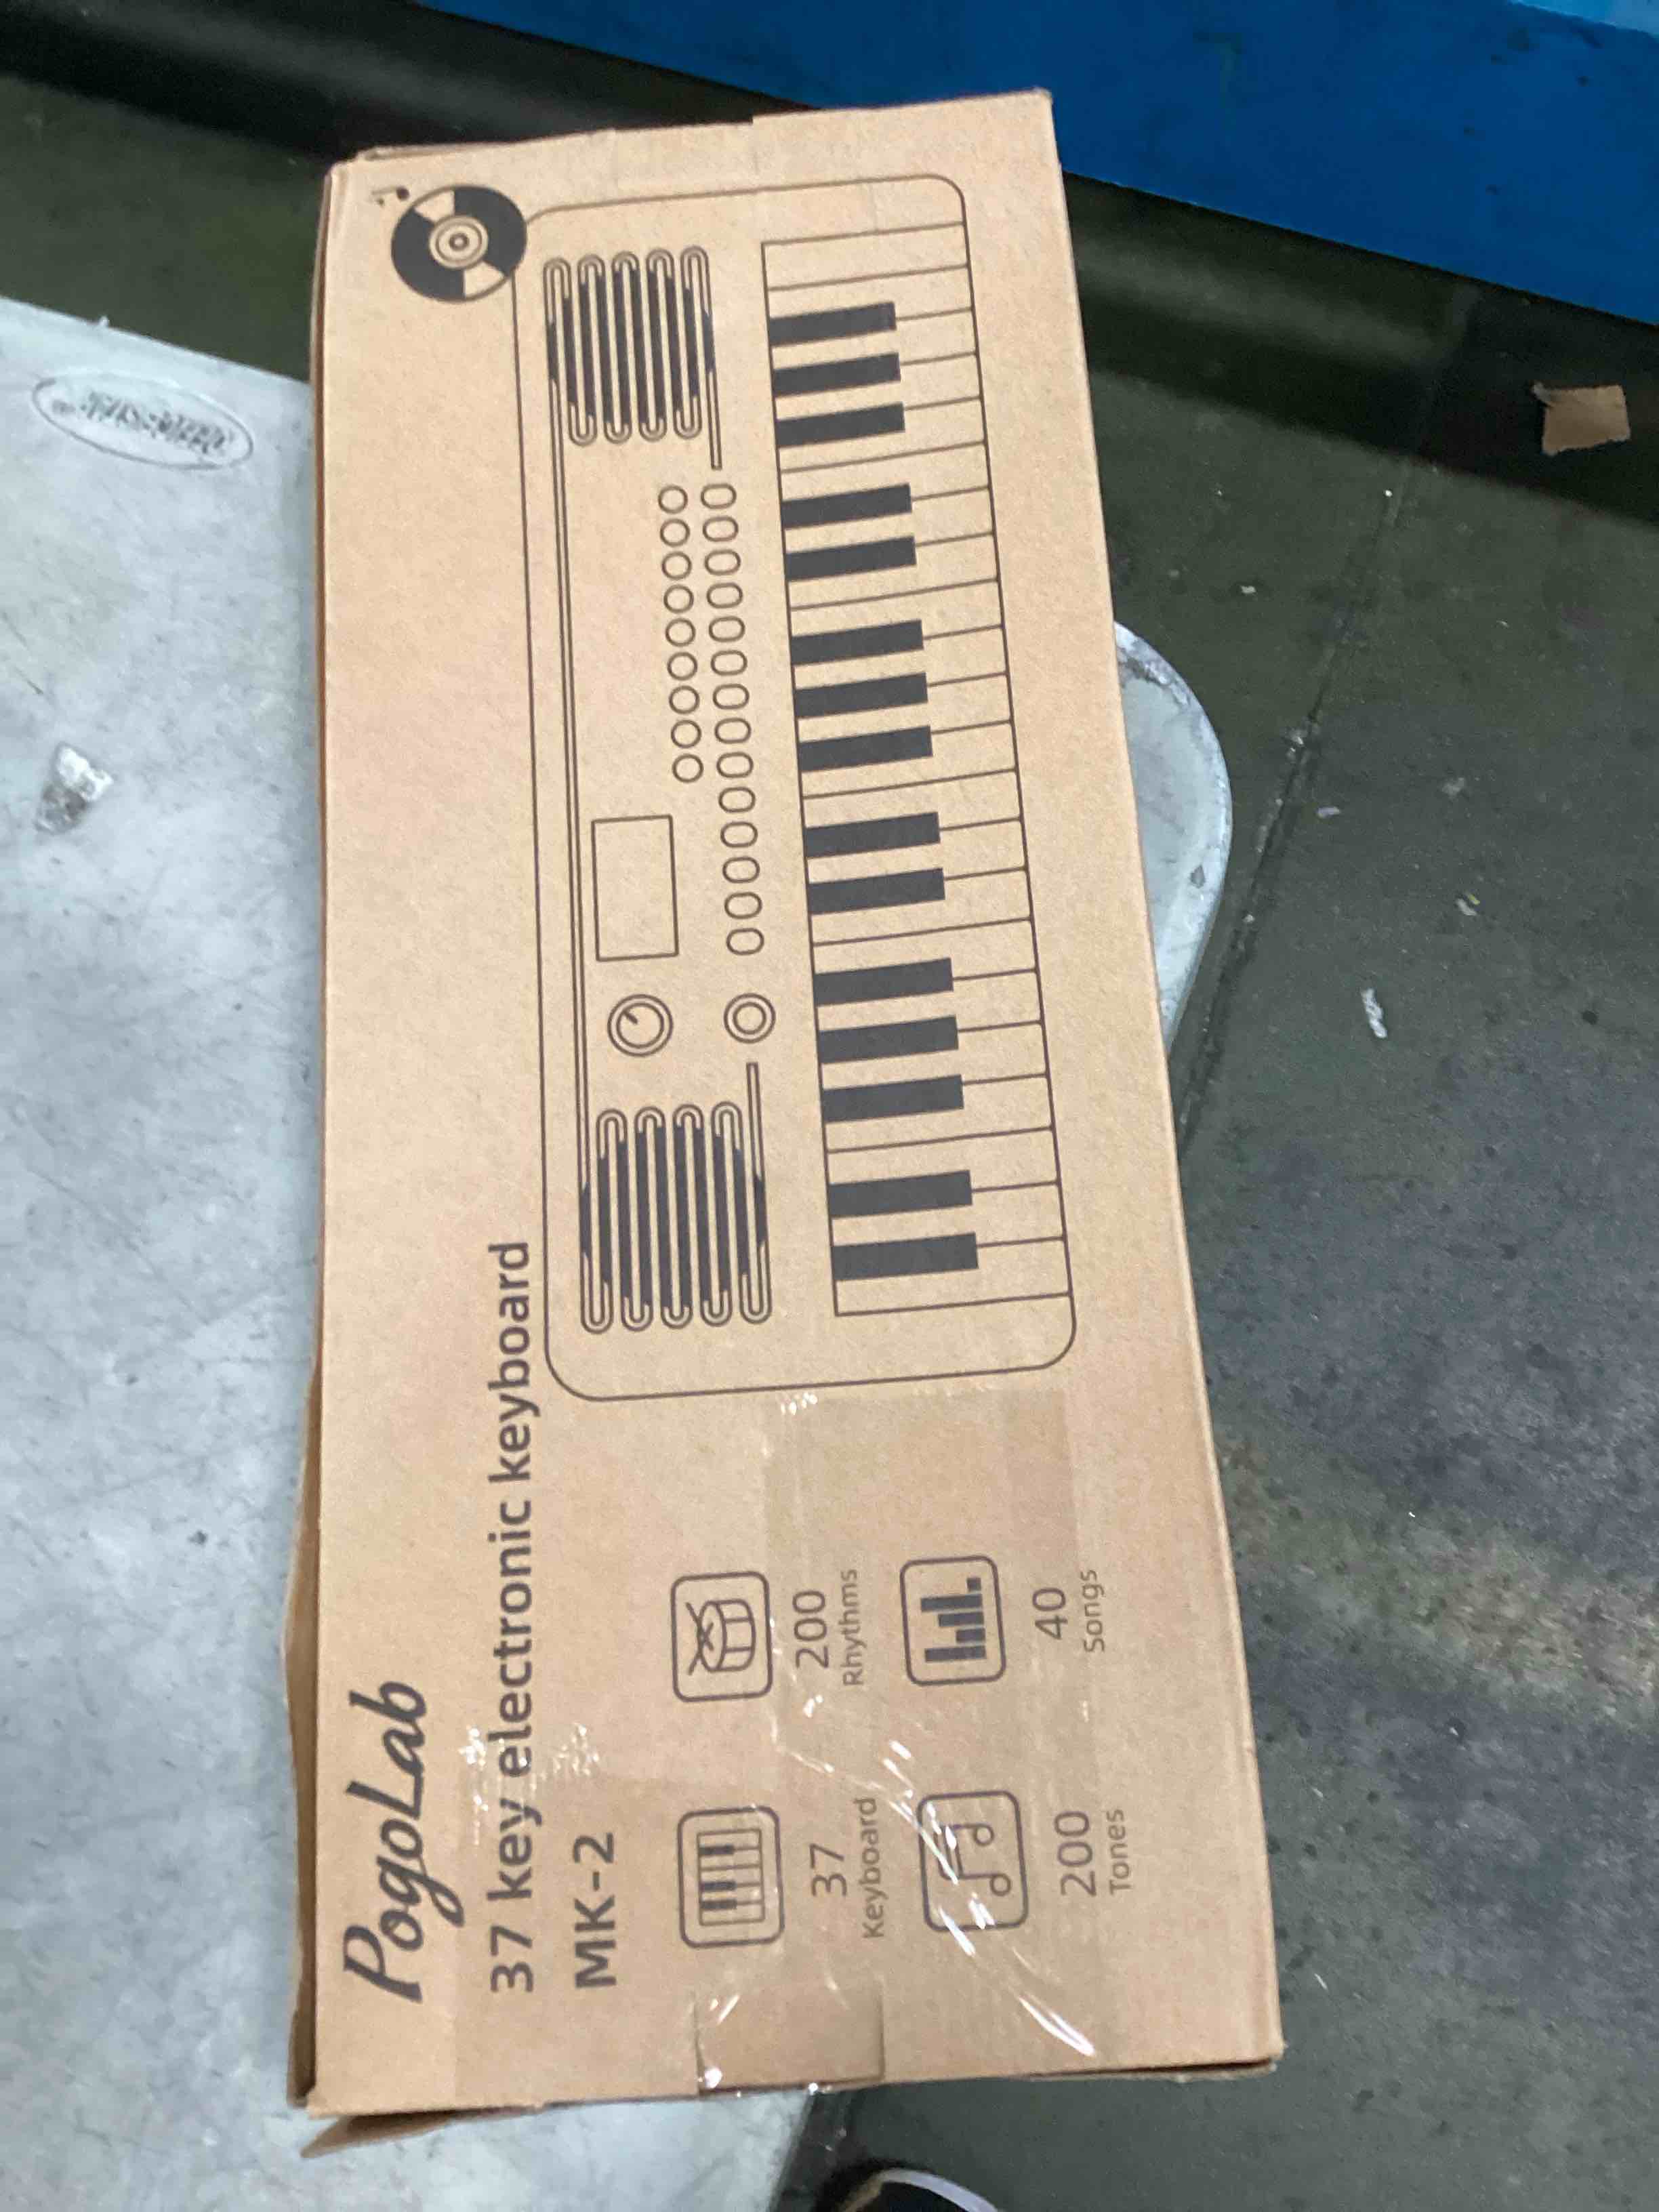 PogoLab
37 key electronic keyboard
MK-2
37
Keyboard
200
Rhythms
200
Tones
40
Songs